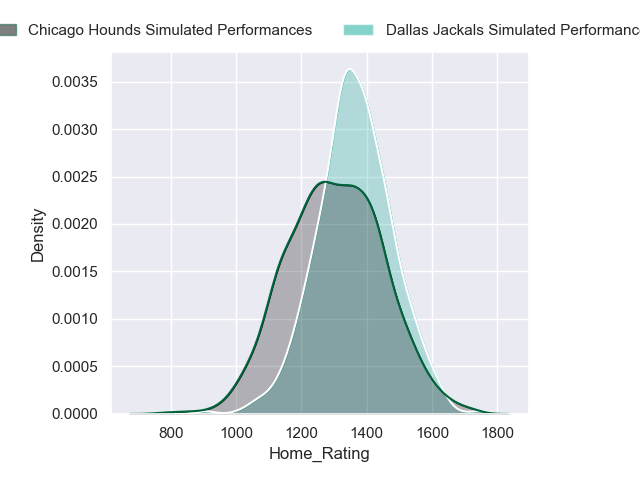 Chicago Hounds Simulated Performances
Dallas Jackals Simulated Performanc
0.0035
0.0030
0.0025
0.0020
0.0015
0.0010
0.0005
0.0000
Density
800 1000 1200 1400 1600 1800
Home_Rating